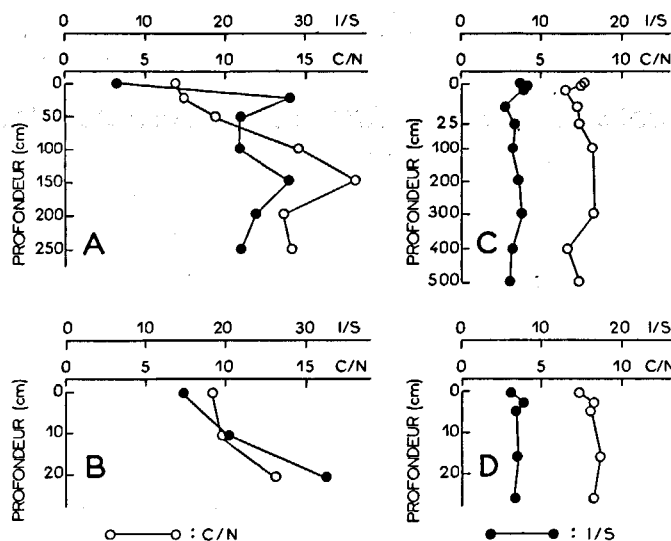 0 10 20 30 I/S
0 5 10 15 C/N
0
50
100
150
200
250
PROFONDEUR (cm)
A
0 10 20 I/S
0 5 10 C/N
0
25
100
200
300
400
500
PROFONDEUR (cm)
C
0 10 20 30 I/S
0 5 10 15 C/N
0
10
20
PROFONDEUR (cm)
B
0 10 20 I/S
0 5 10 C/N
0
10
20
PROFONDEUR (cm)
D
: C/N
: I/S